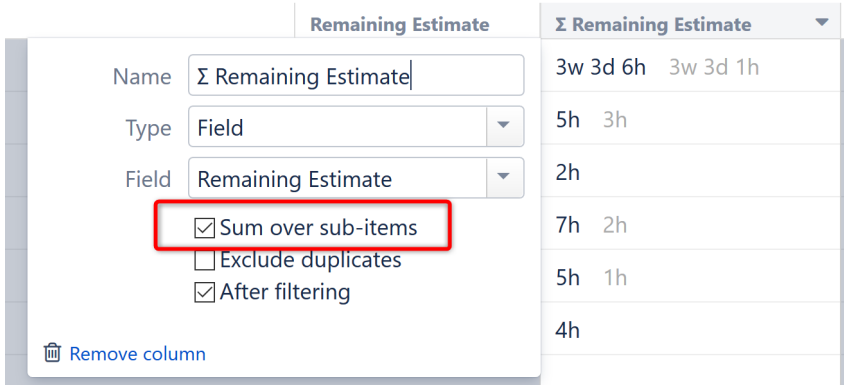 Remaining Estimate Σ Remaining Estimate
Name Σ Remaining Estimate
3w 3d 6h 3w 3d 1h
Type Field
5h 3h
Field Remaining Estimate
2h
Sum over sub-items
7h 2h
Exclude duplicates
After filtering
5h 1h
4h
Remove column